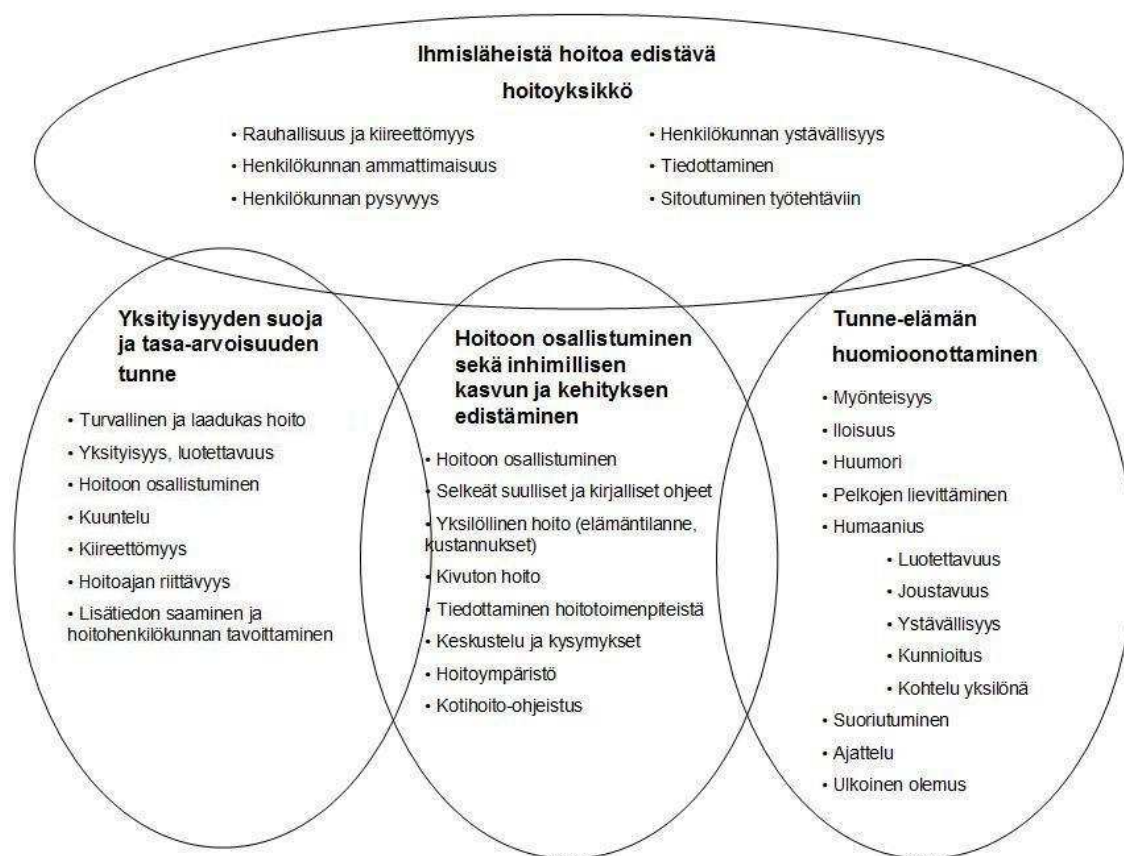 Ihmisläheistä hoitoa edistävä
hoitoyksikkö
• Rauhallisuus ja kiireettömyys
• Henkilökunnan ammattimaisuus
• Henkilökunnan pysyvyys
• Henkilökunnan ystävällisyys
• Tiedottaminen
• Sitoutuminen työtehtäviin
Yksityisyyden suoja
ja tasa-arvoisuuden
tunne
• Turvallinen ja laadukas hoito
• Yksityisyys, luotettavuus
• Hoitoon osallistuminen
• Kuuntelu
• Kiireettömyys
• Hoitoajan riittävyys
• Lisätiedon saaminen ja
hoitohenkilökunnan tavoittaminen
Hoitoon osallistuminen
sekä inhimillisen
kasvun ja kehityksen
edistäminen
• Hoitoon osallistuminen
• Selkeät suulliset ja kirjalliset ohjeet
• Yksilöllinen hoito (elämäntilanne,
kustannukset)
• Kivuton hoito
• Tiedottaminen hoitotoimenpiteistä
• Keskustelu ja kysymykset
• Hoitoympäristö
• Kotihoito-ohjeistus
Tunne-elämän
huomioonottaminen
• Myönteisyys
• Iloisuus
• Huumori
• Pelkojen lievittäminen
• Humaanius
• Luotettavuus
• Joustavuus
• Ystävällisyys
• Kunnioitus
• Kohtelu yksilönä
• Suoriutuminen
• Ajattelu
• Ulkoinen olemus